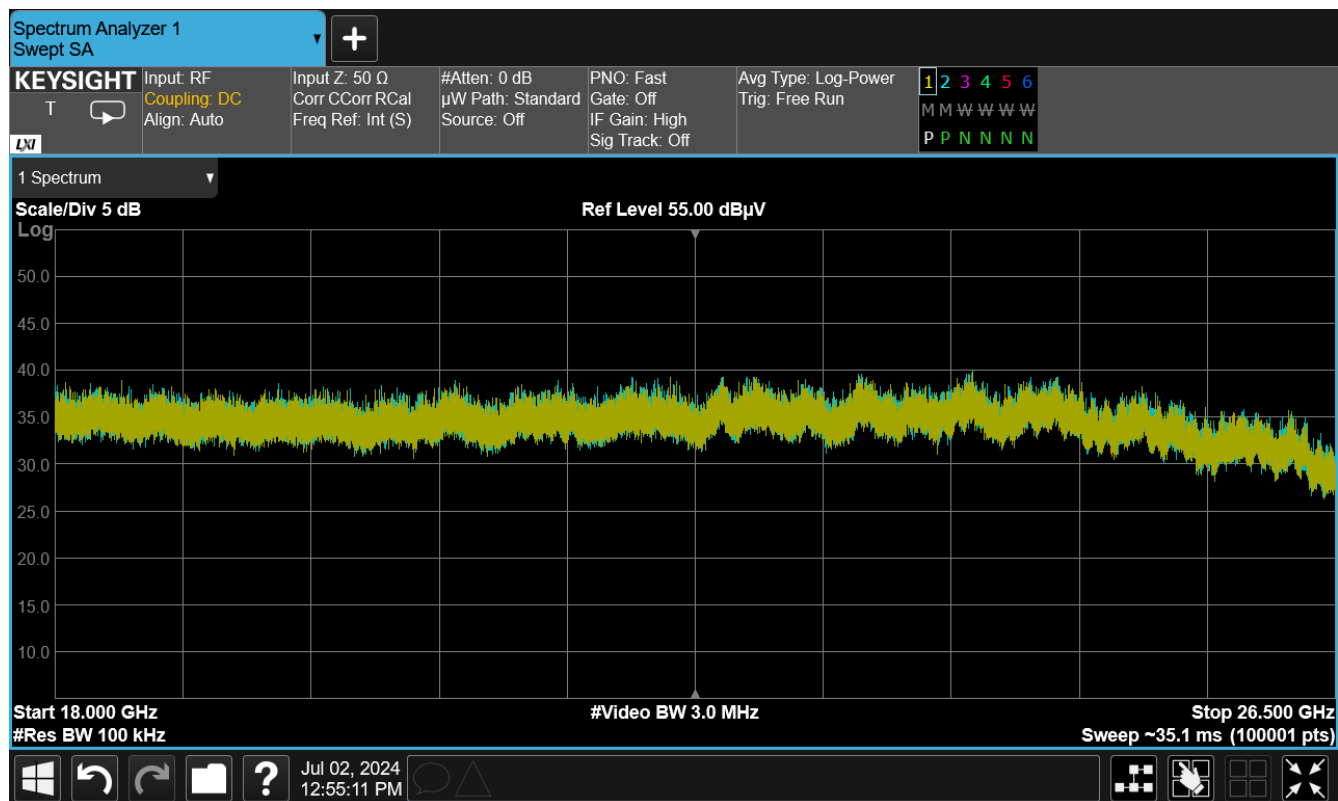 Spectrum Analyzer 1
Swept SA
KEYSIGHT
T
LXI
Input: RF
Coupling: DC
Align: Auto
Input Z: 50 Ω
Corr CCorr RCal
Freq Ref: Int (S)
#Atten: 0 dB
µW Path: Standard
Source: Off
PNO: Fast
Gate: Off
IF Gain: High
Sig Track: Off
Avg Type: Log-Power
Trig: Free Run
1 2 3 4 5 6
M M W W W W
P P N N N N
1 Spectrum
Scale/Div 5 dB
Ref Level 55.00 dBµV
Log
50.0
45.0
40.0
35.0
30.0
25.0
20.0
15.0
10.0
Start 18.000 GHz
#Video BW 3.0 MHz
Stop 26.500 GHz
#Res BW 100 kHz
Sweep ~35.1 ms (100001 pts)
?
Jul 02, 2024
12:55:11 PM